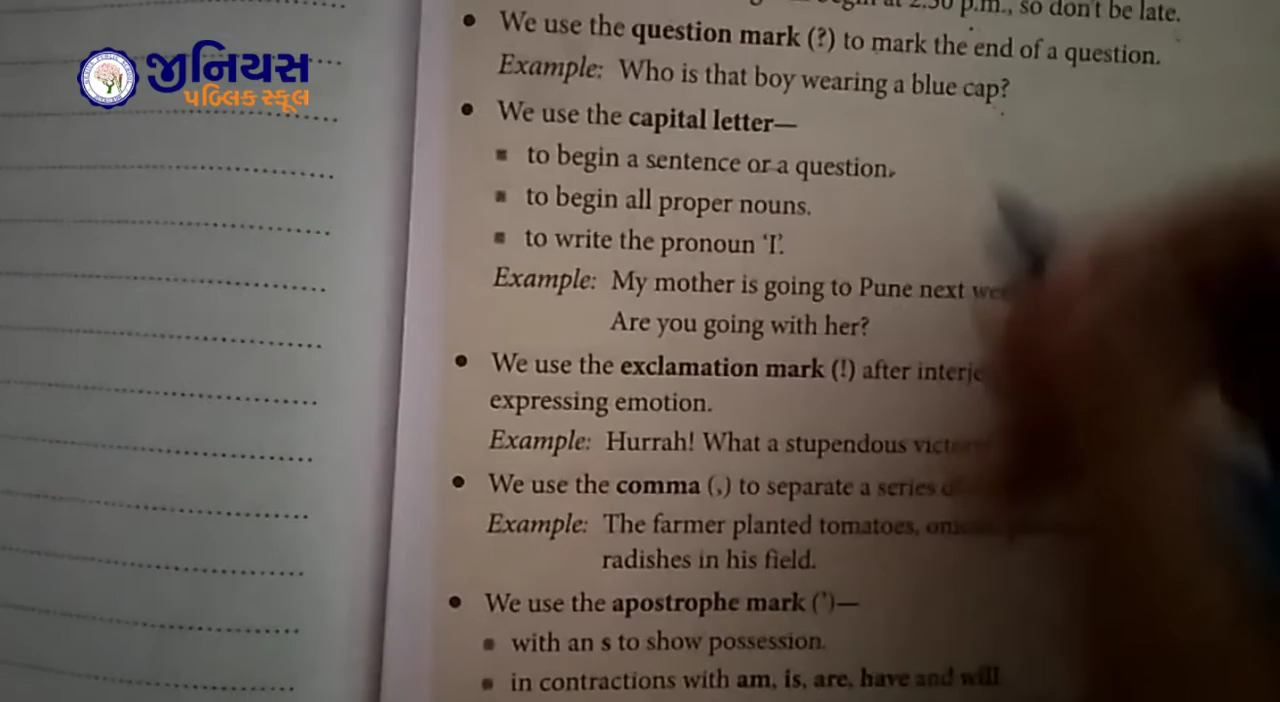 જીનિયસ
પબ્લિક સ્કૂલ
at 2.30 p.m., so don't be late.
• We use the question mark (?) to mark the end of a question.
Example: Who is that boy wearing a blue cap?
• We use the capital letter—
▪ to begin a sentence or a question.
▪ to begin all proper nouns.
▪ to write the pronoun 'I'.
Example: My mother is going to Pune next
Are you going with her?
• We use the exclamation mark (!) after
expressing emotion.
Example: Hurrah! What a stupendous
• We use the comma (,) to separate a series
Example: The farmer planted tomatoes,
radishes in his field.
• We use the apostrophe mark (')—
▪ with an s to show possession.
▪ in contractions with am, is, are, have and will